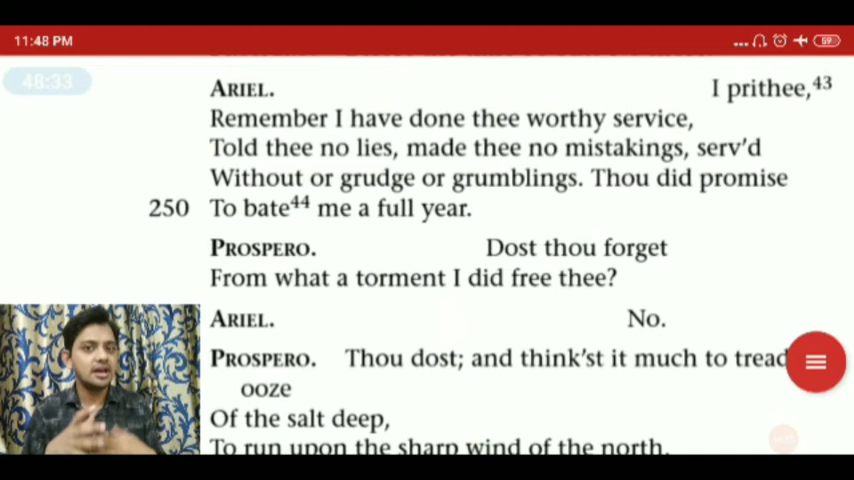 11:48 PM
59
48:33
ARIEL. I prithee,43
Remember I have done thee worthy service,
Told thee no lies, made thee no mistakings, serv'd
Without or grudge or grumblings. Thou did promise
250 To bate44 me a full year.
PROSPERO. Dost thou forget
From what a torment I did free thee?
ARIEL. No.
PROSPERO. Thou dost; and think'st it much to tread
ooze
Of the salt deep,
To run upon the sharp wind of the north,